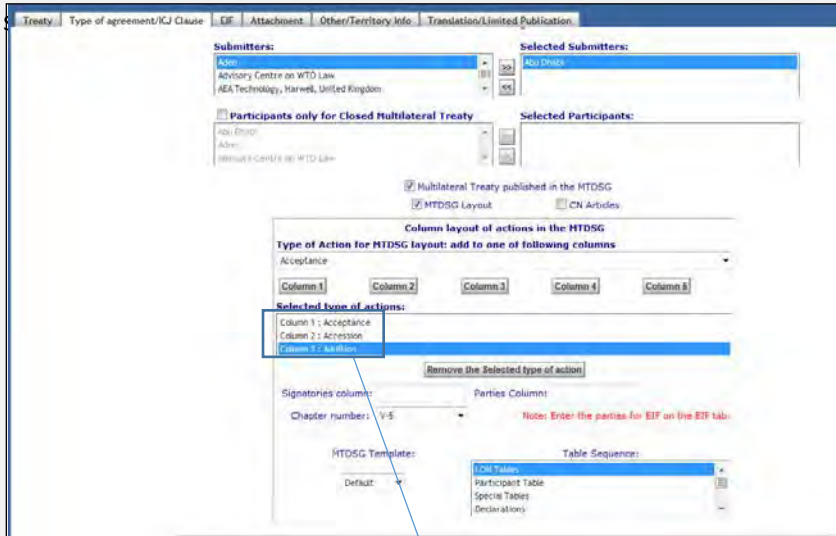 S
Treaty Type of agreement/ICJ Clause EIF Attachment Other/Territory Info Translation/Limited Publication
Submitters: Selected Submitters:
Aden Abu Dhabi
Advisory Centre on WTO Law
AEA Technology, Harwell, United Kingdom
>>
<<
Participants only for Closed Multilateral Treaty Selected Participants:
Abu Dhabi
Aden
Advisory Centre on WTO Law
Multilateral Treaty published in the MTDSG
MTDSG Layout CN Articles
Column layout of actions in the MTDSG
Type of Action for MTDSG layout: add to one of following columns
Acceptance
Column 1 Column 2 Column 3 Column 4 Column 5
Selected type of actions:
Column 1 : Acceptance
Column 2 : Accession
Column 3 : Addition
Remove the Selected type of action
Signatories column: Parties Column:
Chapter number: V-5 Note: Enter the parties for EIF on the EIF tab.
MTDSG Template: Table Sequence:
Default LON Tables
Participant Table
Special Tables
Declarations